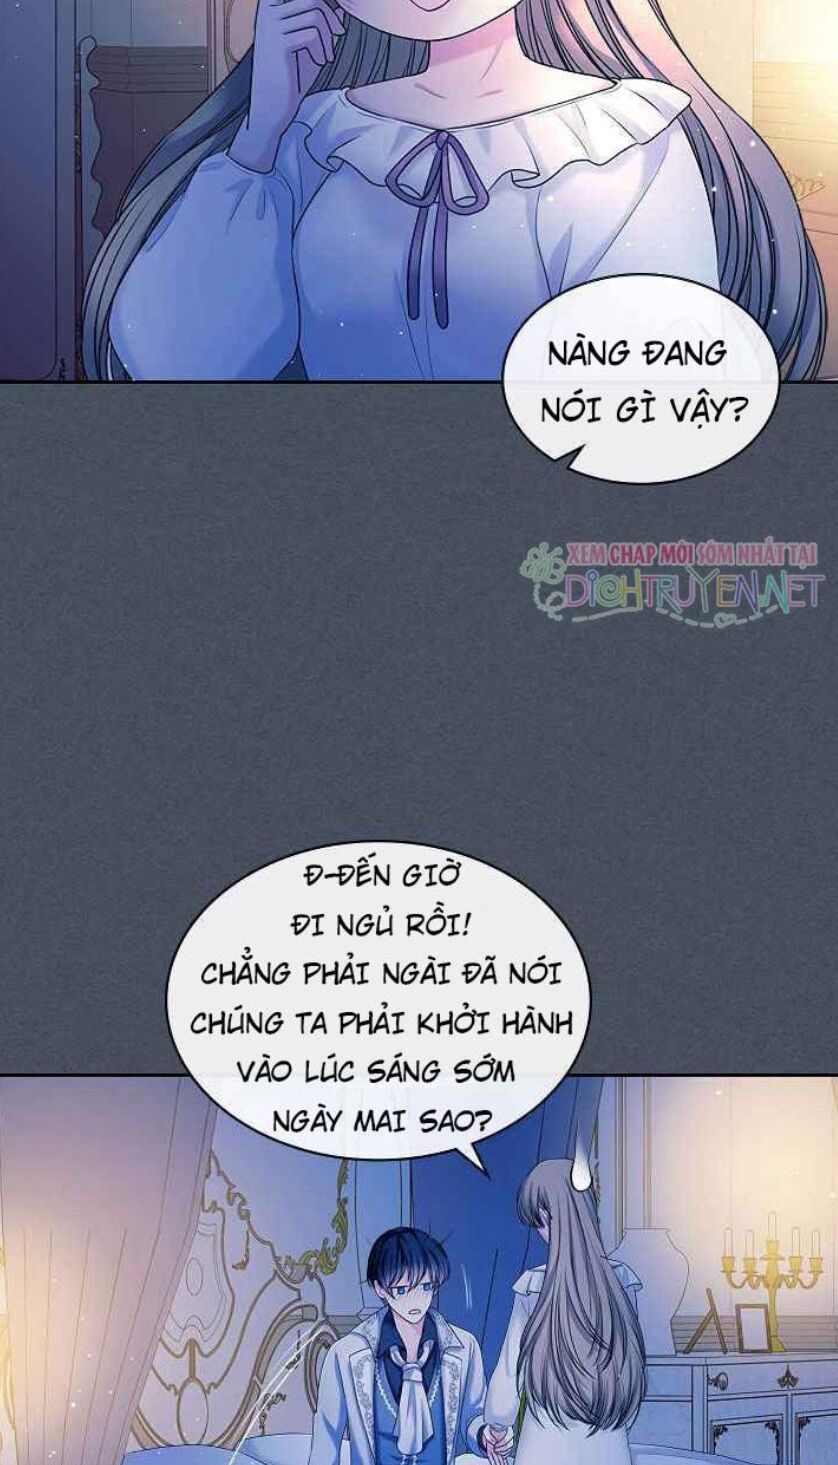 NÀNG ĐANG
NÓI GÌ VẬY?
XEM CHAP MỚI SỚM NHẤT TẠI
DICHTRUYEN.NET
Đ-ĐẾN GIỜ
ĐI NGỦ RỒI!
CHẲNG PHẢI NGÀI ĐÃ NÓI
CHÚNG TA PHẢI KHỞI HÀNH
VÀO LÚC SÁNG SỚM
NGÀY MAI SAO?